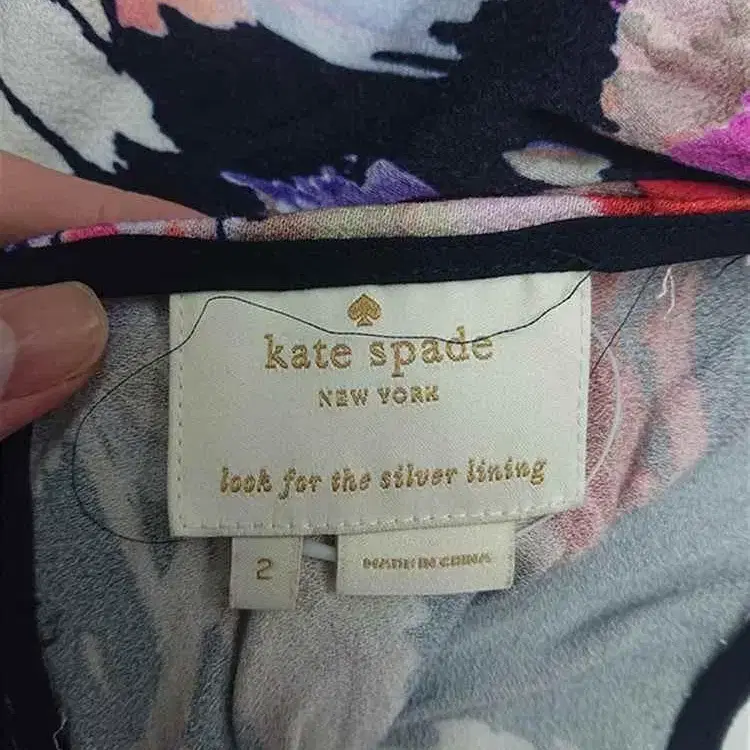 kate spade
NEW YORK
look for the silver lining
2
MADE IN CHINA